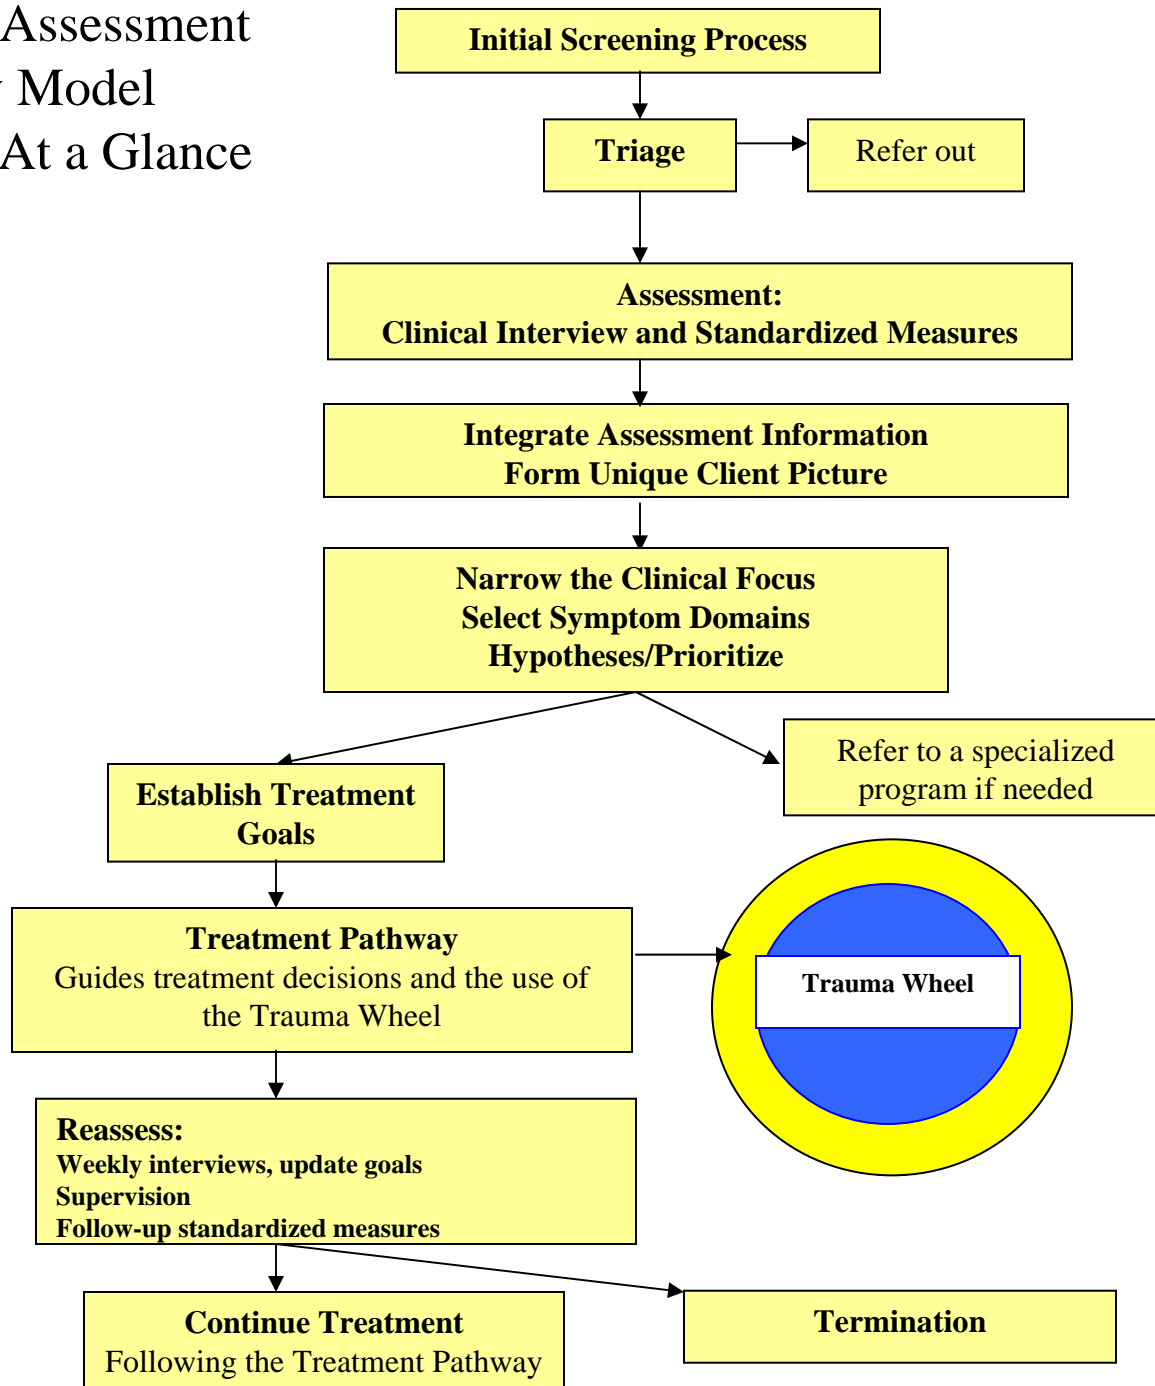 Assessment
Model
At a Glance
Initial Screening Process
Triage
Refer out
Assessment:
Clinical Interview and Standardized Measures
Integrate Assessment Information
Form Unique Client Picture
Narrow the Clinical Focus
Select Symptom Domains
Hypotheses/Prioritize
Refer to a specialized
program if needed
Establish Treatment
Goals
Treatment Pathway
Guides treatment decisions and the use of
the Trauma Wheel
Trauma Wheel
Reassess:
Weekly interviews, update goals
Supervision
Follow-up standardized measures
Continue Treatment
Following the Treatment Pathway
Termination